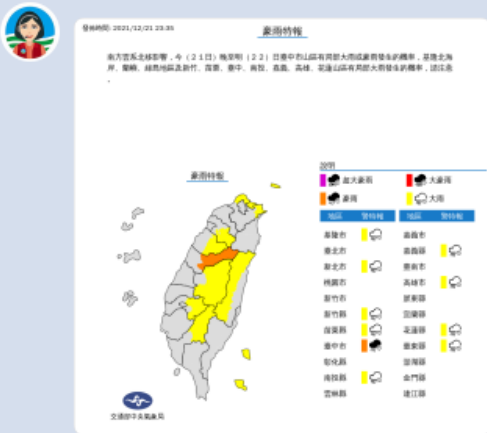 發佈時間: 2021/12/21 23:35
豪雨特報
南方雲系北移影響，今（２１日）晚至明（２２）日臺中市山區有局部大雨或豪雨發生的機率，基隆北海
岸、蘭嶼、綠島地區及新竹、苗栗、臺中、南投、嘉義、高雄、花蓮山區有局部大雨發生的機率，請注意
。
豪雨特報
說明
超大豪雨 大豪雨
豪雨 大雨
地區 警特報 地區 警特報
基隆市 嘉義市
臺北市 嘉義縣
新北市 臺南市
桃園市 高雄市
新竹市 屏東縣
新竹縣 宜蘭縣
苗栗縣 花蓮縣
臺中市 臺東縣
彰化縣 澎湖縣
南投縣 金門縣
雲林縣 連江縣
交通部中央氣象局